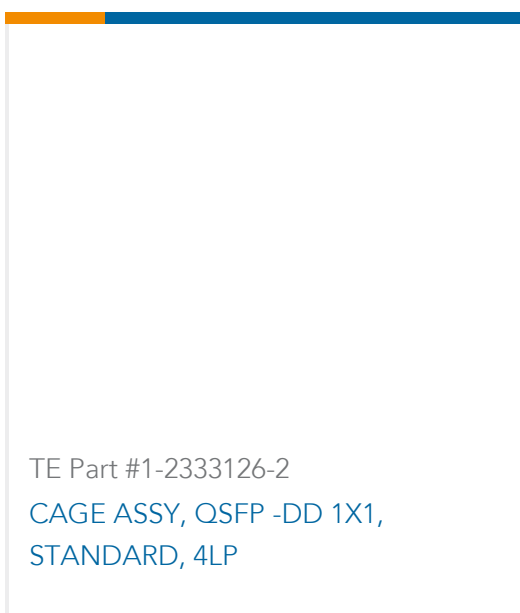 TE Part #1-2333126-2
CAGE ASSY, QSFP -DD 1X1,
STANDARD, 4LP